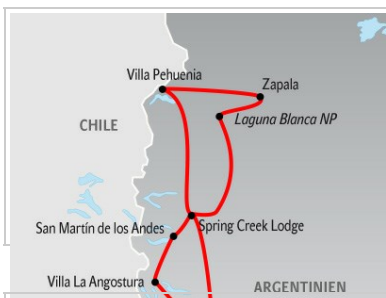 Villa Pehuenia
Zapala
CHILE
Laguna Blanca NP
Spring Creek Lodge
San Martín de los Andes
Villa La Angostura
ARGENTINIEN